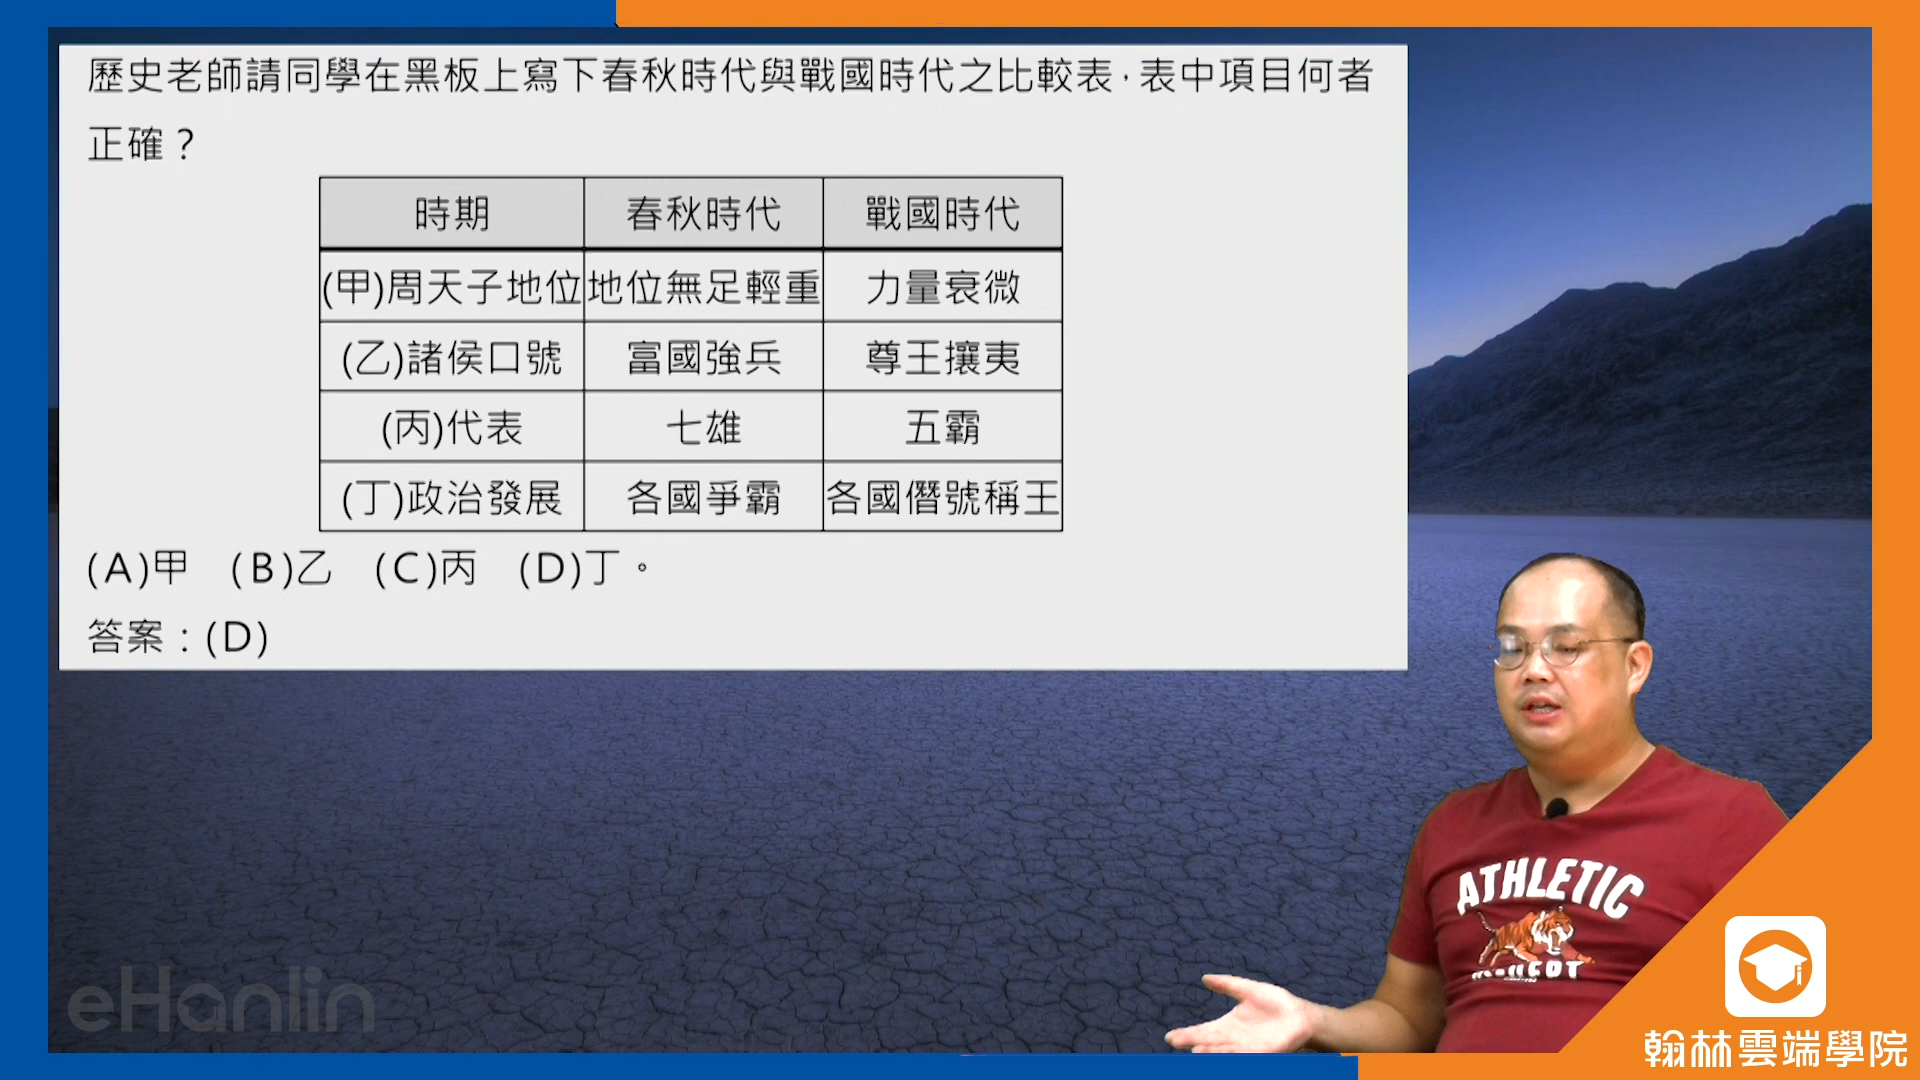 歷史老師請同學在黑板上寫下春秋時代與戰國時代之比較表，表中項目何者
正確？
時期 春秋時代 戰國時代
(甲)周天子地位 地位無足輕重 力量衰微
(乙)諸侯口號 富國強兵 尊王攘夷
(丙)代表 七雄 五霸
(丁)政治發展 各國爭霸 各國僭號稱王
(A)甲 (B)乙 (C)丙 (D)丁。
答案：(D)
ATHLETIC
eHanlin
翰林雲端學院